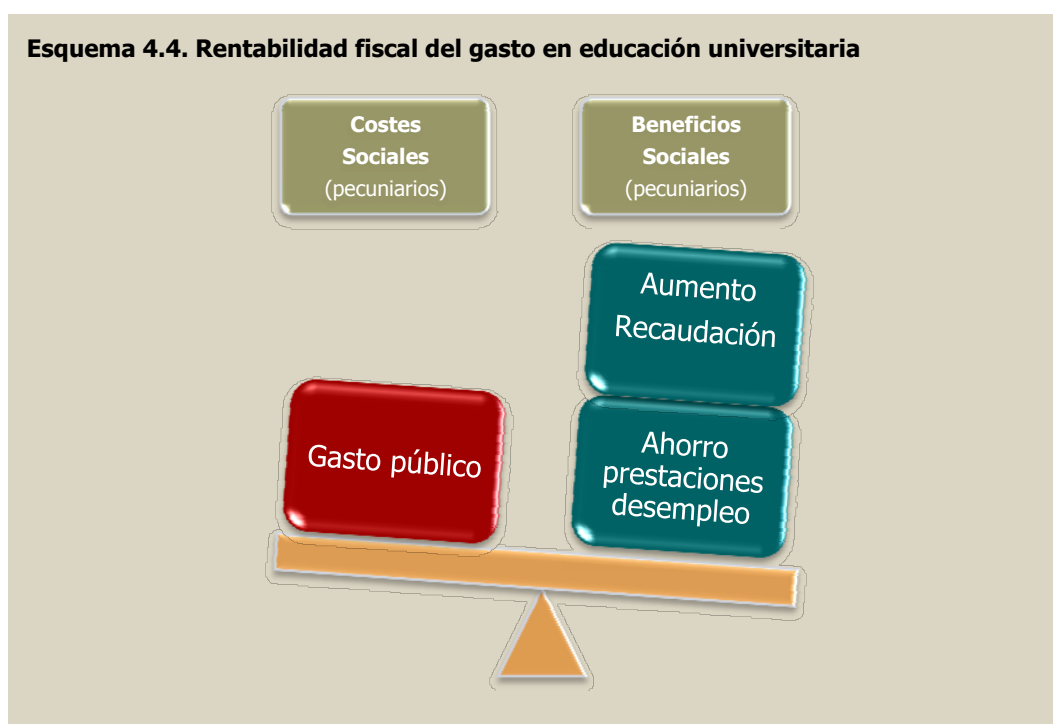 Esquema 4.4. Rentabilidad fiscal del gasto en educación universitaria
Costes
Sociales
(pecuniarios)
Beneficios
Sociales
(pecuniarios)
Aumento
Recaudación
Gasto público
Ahorro
prestaciones
desempleo